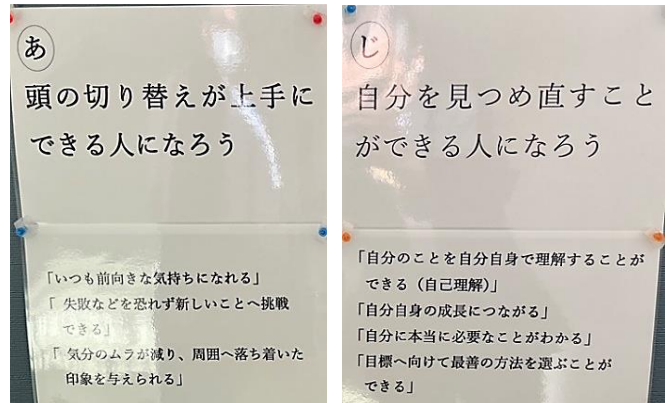 あ
頭の切り替えが上手に
できる人になろう
「いつも前向きな気持ちになれる」
「 失敗などを恐れず新しいことへ挑戦
できる」
「 気分のムラが減り、周囲へ落ち着いた
印象を与えられる」
じ
自分を見つめ直すこと
ができる人になろう
「自分のことを自分自身で理解することが
できる（自己理解）」
「自分自身の成長につながる」
「自分に本当に必要なことがわかる」
「目標へ向けて最善の方法を選ぶことが
できる」